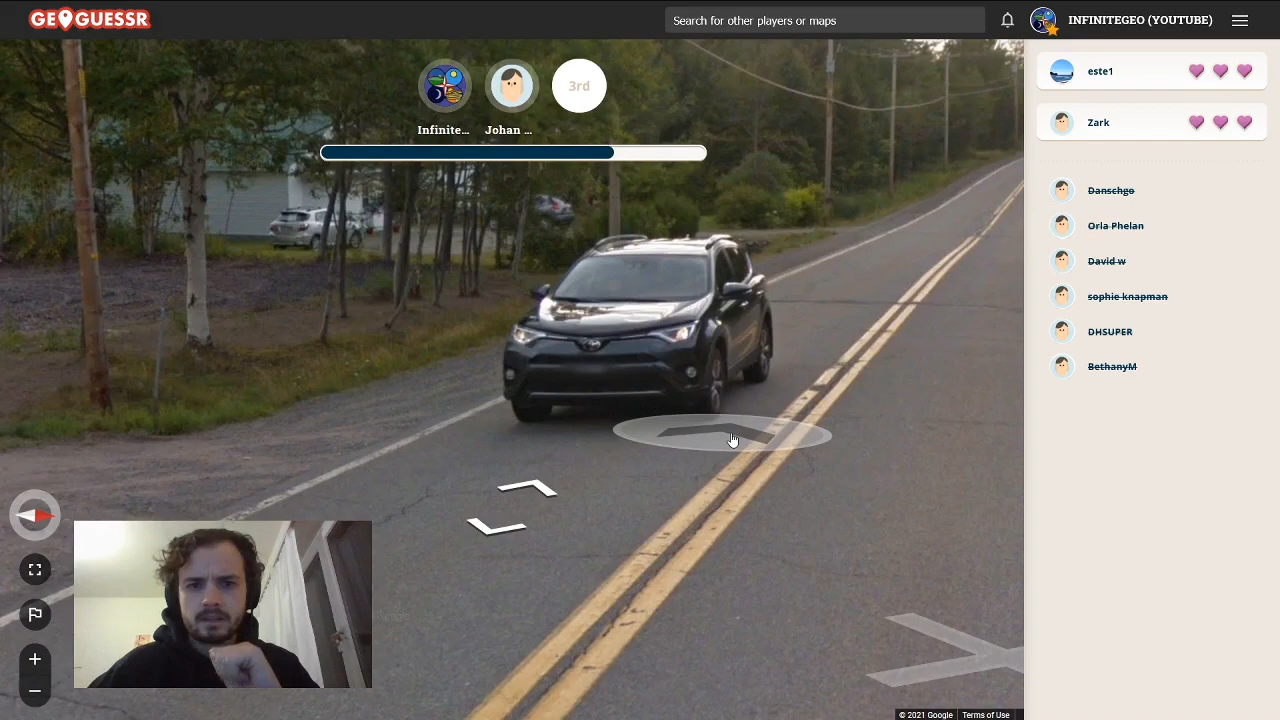 GEOGUESSR
Search for other players or maps
INFINITEGEO (YOUTUBE)
3rd
Infinite...
Johan ...
este1
Zark
Danschgo
Orla Phelan
David w
sophie knapman
DHSUPER
BethanyM
© 2021 Google
Terms of Use